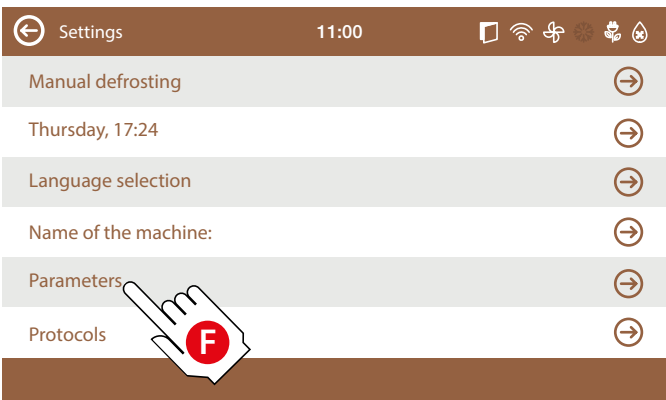 Settings 11:00
Manual defrosting
Thursday, 17:24
Language selection
Name of the machine:
Parameters
F
Protocols